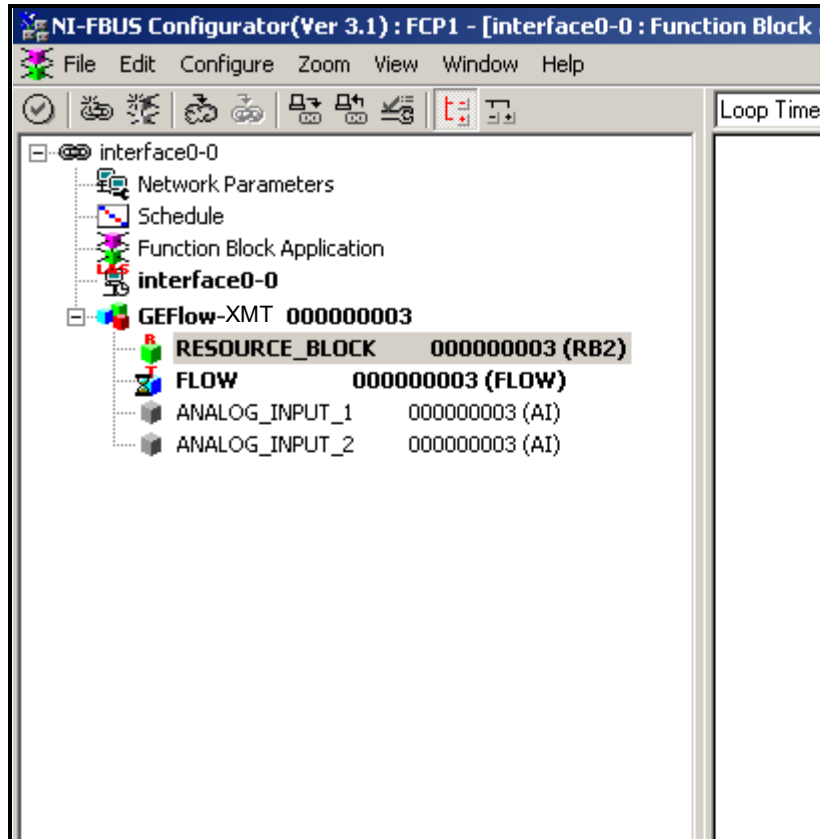 NI-FBUS Configurator(Ver 3.1) : FCP1 - [interface0-0 : Function Block
File Edit Configure Zoom View Window Help
Loop Time
interface0-0
Network Parameters
Schedule
Function Block Application
LAS interface0-0
GEFlow-XMT 000000003
R RESOURCE_BLOCK 000000003 (RB2)
T FLOW 000000003 (FLOW)
ANALOG_INPUT_1 000000003 (AI)
ANALOG_INPUT_2 000000003 (AI)